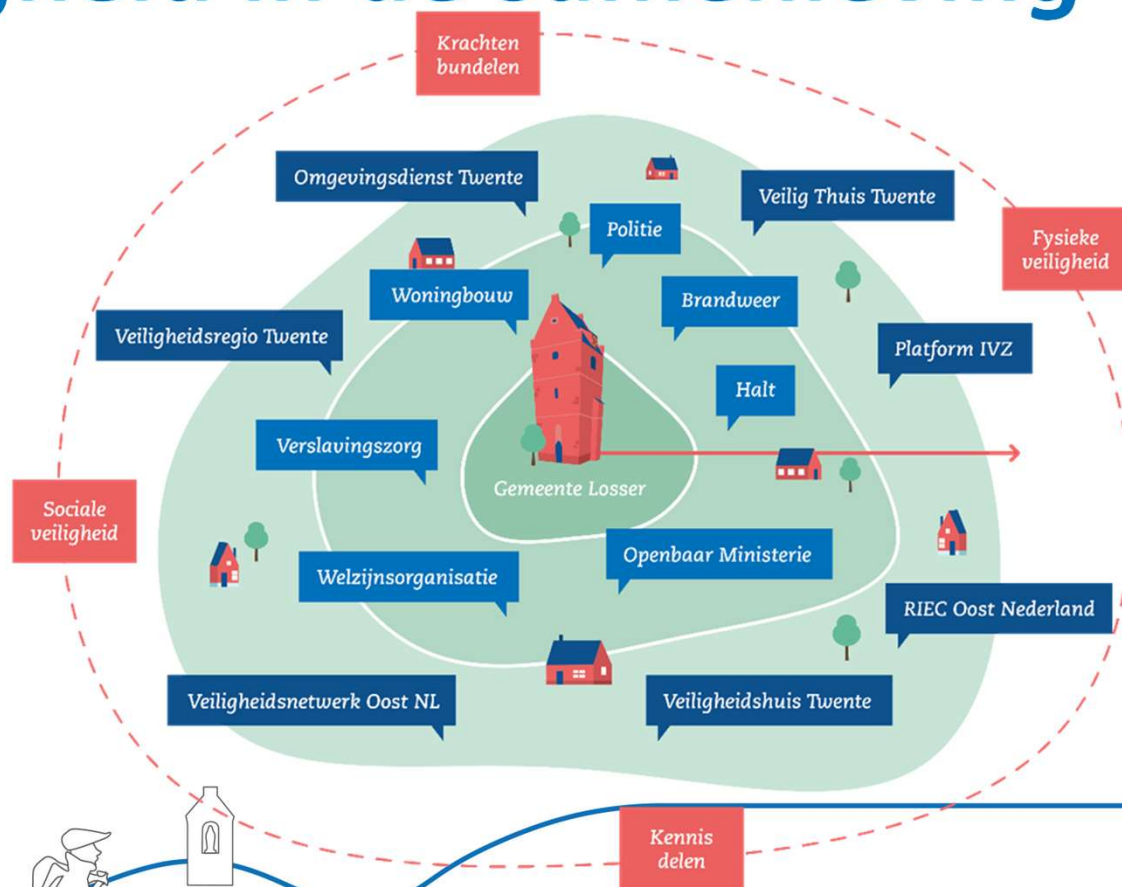 Krachten
bundelen
Omgevingsdienst Twente
Veilig Thuis Twente
Politie
Fysieke
veiligheid
Woningbouw
Brandweer
Veiligheidsregio Twente
Platform IVZ
Halt
Verslavingszorg
Gemeente Losser
Sociale
veiligheid
Openbaar Ministerie
Welzijnsorganisatie
RIEC Oost Nederland
Veiligheidsnetwerk Oost NL
Veiligheidshuis Twente
Kennis
delen